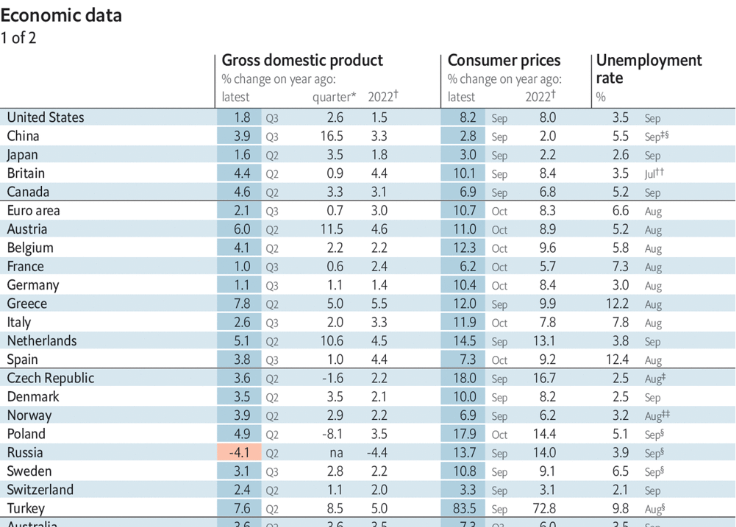 Economic data
1 of 2
Gross domestic product Consumer prices Unemployment
% change on year ago: % change on year ago: rate
latest quarter* 2022† latest 2022† %
United States 1.8 Q3 2.6 1.5 8.2 Sep 8.0 3.5 Sep
China 3.9 Q3 16.5 3.3 2.8 Sep 2.0 5.5 Sep‡§
Japan 1.6 Q2 3.5 1.8 3.0 Sep 2.2 2.6 Sep
Britain 4.4 Q2 0.9 4.4 10.1 Sep 8.4 3.5 Jul††
Canada 4.6 Q2 3.3 3.1 6.9 Sep 6.8 5.2 Sep
Euro area 2.1 Q3 0.7 3.0 10.7 Oct 8.3 6.6 Aug
Austria 6.0 Q2 11.5 4.6 11.0 Oct 8.9 5.2 Aug
Belgium 4.1 Q2 2.2 2.2 12.3 Oct 9.6 5.8 Aug
France 1.0 Q3 0.6 2.4 6.2 Oct 5.7 7.3 Aug
Germany 1.1 Q3 1.1 1.4 10.4 Oct 8.4 3.0 Aug
Greece 7.8 Q2 5.0 5.5 12.0 Sep 9.9 12.2 Aug
Italy 2.6 Q3 2.0 3.3 11.9 Oct 7.8 7.8 Aug
Netherlands 5.1 Q2 10.6 4.5 14.5 Sep 13.1 3.8 Sep
Spain 3.8 Q3 1.0 4.4 7.3 Oct 9.2 12.4 Aug
Czech Republic 3.6 Q2 -1.6 2.2 18.0 Sep 16.7 2.5 Aug‡
Denmark 3.5 Q2 3.5 2.1 10.0 Sep 8.2 2.5 Sep
Norway 3.9 Q2 2.9 2.2 6.9 Sep 6.2 3.2 Aug‡‡
Poland 4.9 Q2 -8.1 3.5 17.9 Oct 14.4 5.1 Sep§
Russia -4.1 Q2 na -4.4 13.7 Sep 14.0 3.9 Sep§
Sweden 3.1 Q3 2.8 2.2 10.8 Sep 9.1 6.5 Sep§
Switzerland 2.4 Q2 1.1 2.0 3.3 Sep 3.1 2.1 Sep
Turkey 7.6 Q2 8.5 5.0 83.5 Sep 72.8 9.8 Aug§
Australia 3.6 Q2 3.6 3.5 7.3 Q3 6.0 3.5 Sep